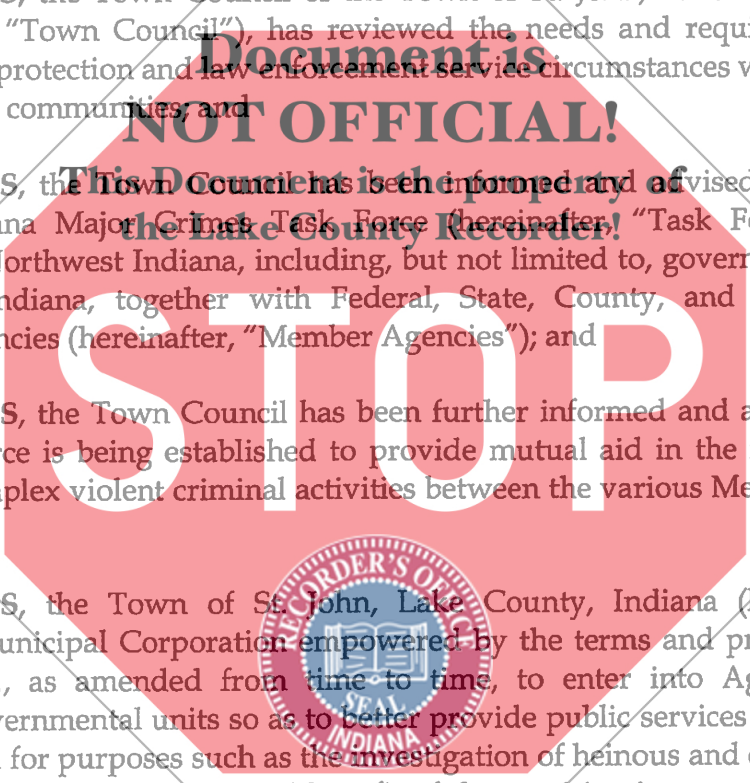 "Town Council"), has reviewed the needs and requi
protection and law enforcement service circumstances w
communities; and
Document is
NOT OFFICIAL!
This Document is the property of
the Lake County Recorder!
S, the Town Council has been informed and advised
na Major Crimes Task Force (hereinafter, "Task Fo
Northwest Indiana, including, but not limited to, govern
ndiana, together with Federal, State, County, and
ncies (hereinafter, "Member Agencies"); and
STOP
S, the Town Council has been further informed and a
rce is being established to provide mutual aid in the
plex violent criminal activities between the various Me
S, the Town of St. John, Lake County, Indiana (
unicipal Corporation empowered by the terms and pr
., as amended from time to time, to enter into Ag
vernmental units so as to better provide public services
for purposes such as the investigation of heinous and
RECORDER'S OFFICE
SEAL
INDIANA